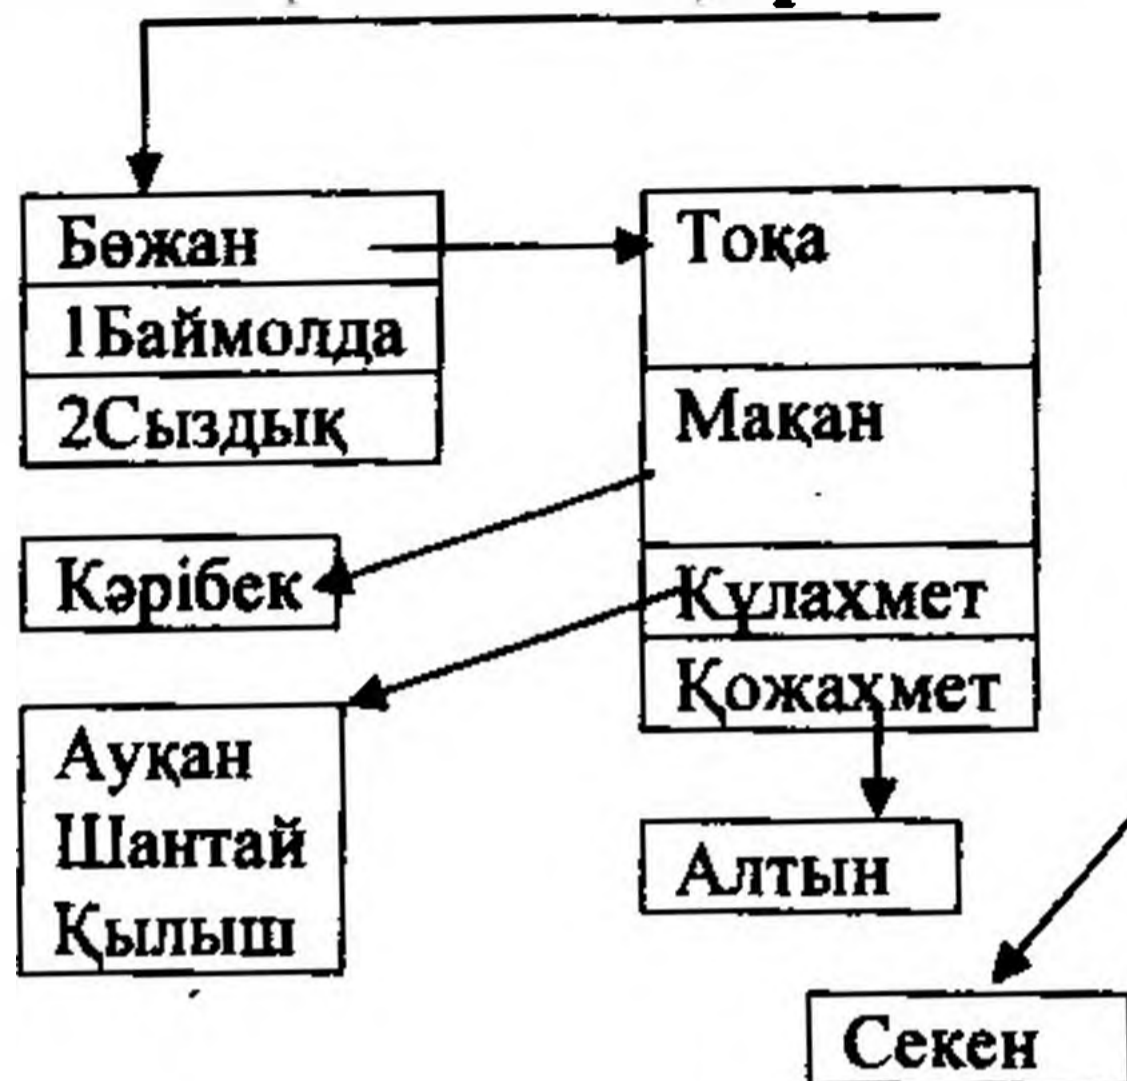 Бөжан
1Баймолда
2Сыздық
Тоқа
Мақан
Құлахмет
Қожахмет
Кәрібек
Ауқан
Шантай
Қылыш
Алтын
Секен